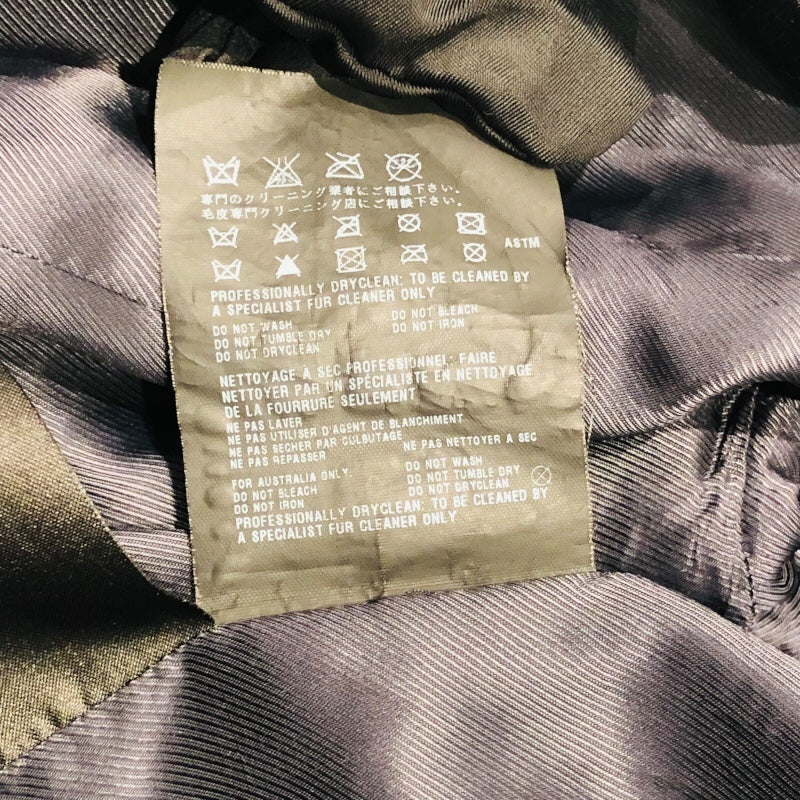 専門のクリーニング業者にご相談下さい。
毛皮専門クリーニング店にご相談下さい。
ASTM
PROFESSIONALLY DRYCLEAN: TO BE CLEANED BY
A SPECIALIST FUR CLEANER ONLY
DO NOT WASH DO NOT BLEACH
DO NOT TUMBLE DRY DO NOT IRON
DO NOT DRYCLEAN
NETTOYAGE À SEC PROFESSIONNEL: FAIRE
NETTOYER PAR UN SPÉCIALISTE EN NETTOYAGE
DE LA FOURRURE SEULEMENT
NE PAS LAVER
NE PAS UTILISER D'AGENT DE BLANCHIMENT
NE PAS SECHER PAR CULBUTAGE
NE PAS REPASSER NE PAS NETTOYER A SEC
FOR AUSTRALIA ONLY DO NOT WASH
DO NOT BLEACH DO NOT TUMBLE DRY
DO NOT IRON DO NOT DRYCLEAN
PROFESSIONALLY DRYCLEAN: TO BE CLEANED BY
A SPECIALIST FUR CLEANER ONLY